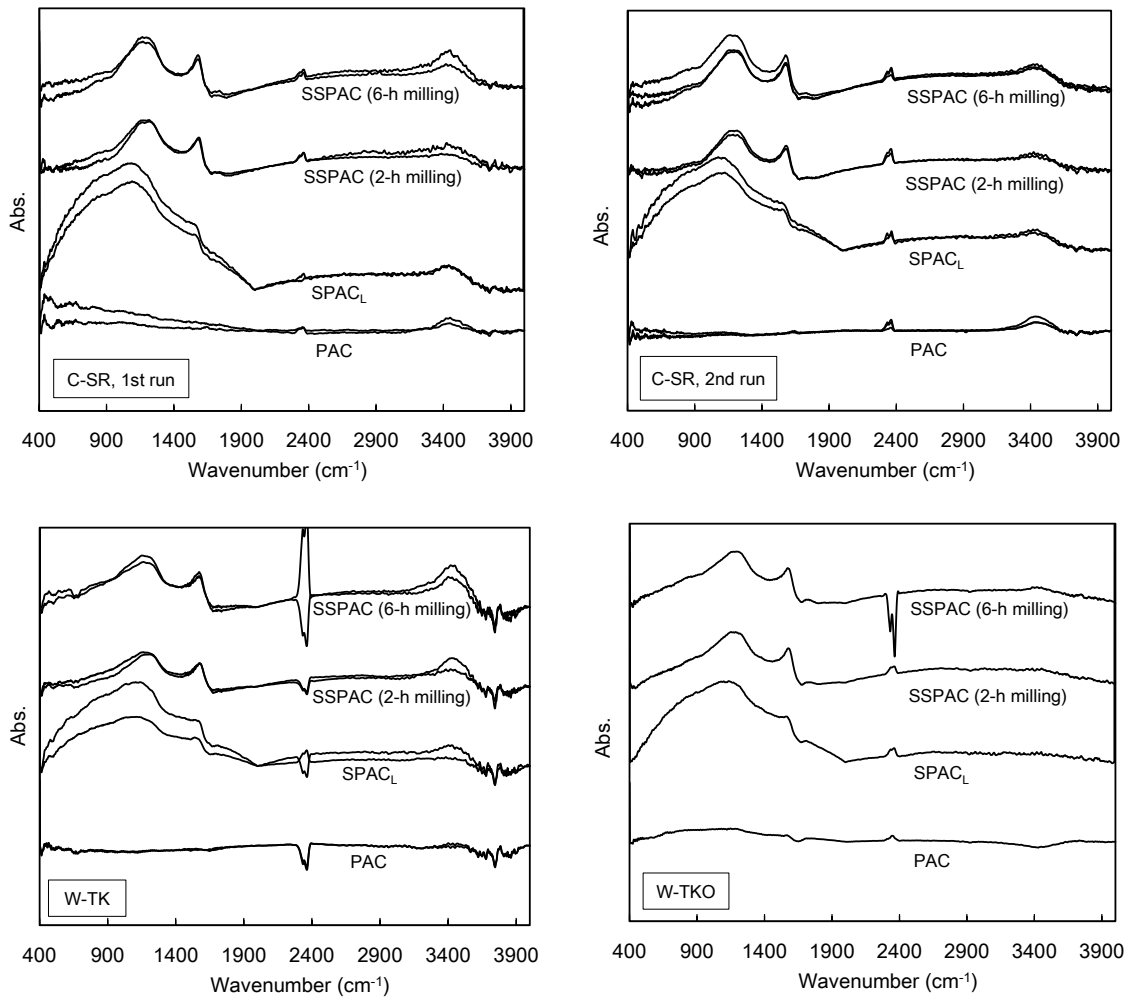 Abs.
SSPAC (6-h milling)
SSPAC (2-h milling)
SPAC_L
PAC
C-SR, 1st run
400 900 1400 1900 2400 2900 3400 3900
Wavenumber (cm⁻¹)
Abs.
SSPAC (6-h milling)
SSPAC (2-h milling)
SPAC_L
PAC
C-SR, 2nd run
400 900 1400 1900 2400 2900 3400 3900
Wavenumber (cm⁻¹)
Abs.
SSPAC (6-h milling)
SSPAC (2-h milling)
SPAC_L
PAC
W-TK
400 900 1400 1900 2400 2900 3400 3900
Wavenumber (cm⁻¹)
Abs.
SSPAC (6-h milling)
SSPAC (2-h milling)
SPAC_L
PAC
W-TKO
400 900 1400 1900 2400 2900 3400 3900
Wavenumber (cm⁻¹)